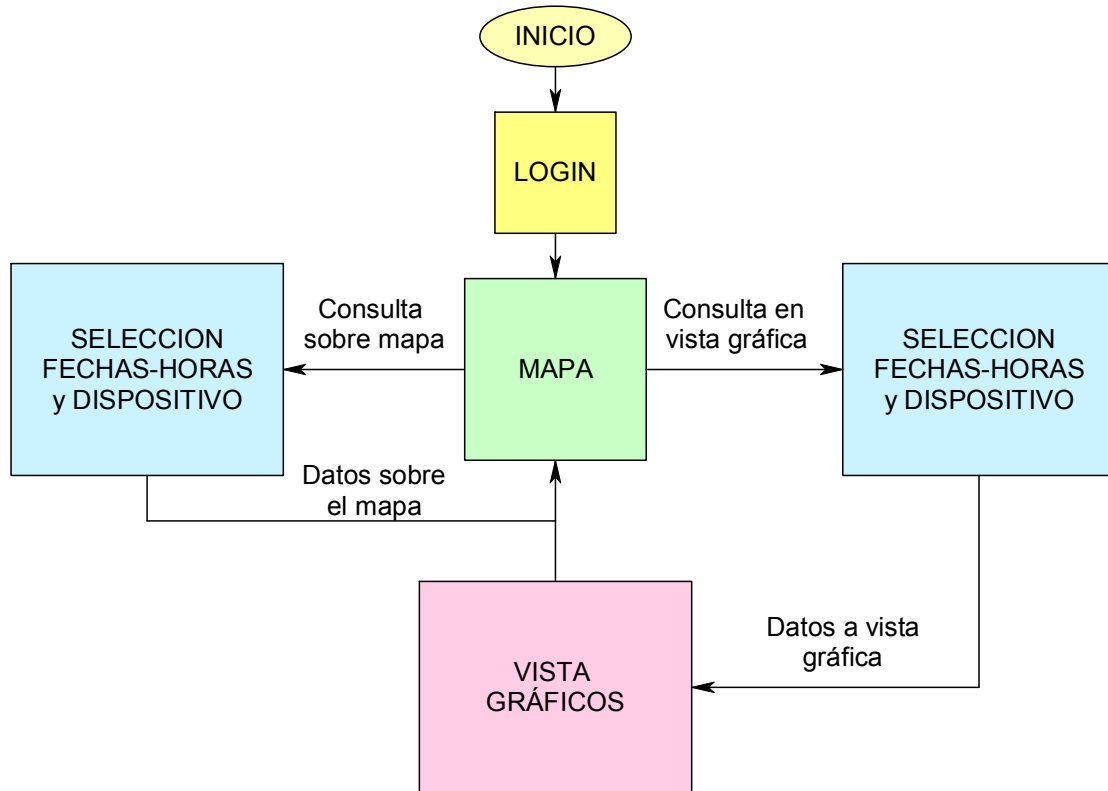 INICIO
LOGIN
SELECCION
FECHAS-HORAS
y DISPOSITIVO
Consulta
sobre mapa
MAPA
Consulta en
vista gráfica
SELECCION
FECHAS-HORAS
y DISPOSITIVO
Datos sobre
el mapa
VISTA
GRÁFICOS
Datos a vista
gráfica